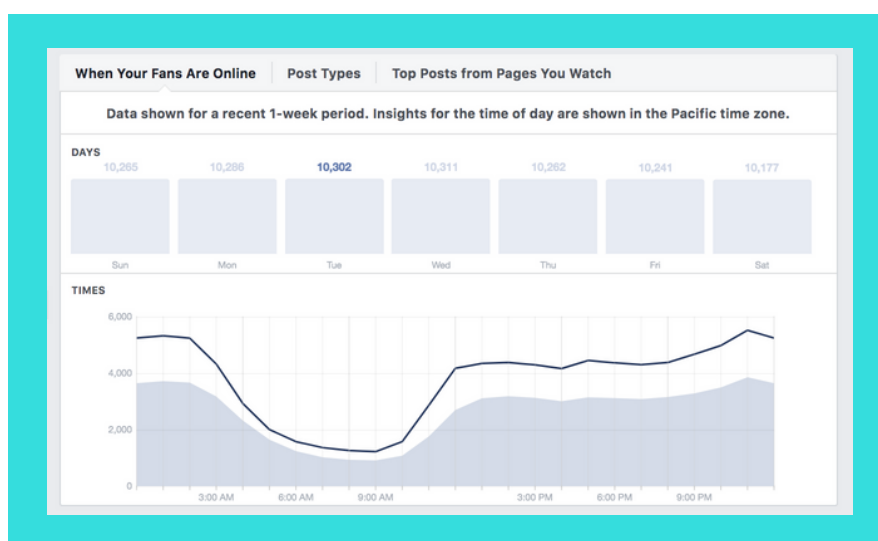 When Your Fans Are Online Post Types Top Posts from Pages You Watch
Data shown for a recent 1-week period. Insights for the time of day are shown in the Pacific time zone.
DAYS
10,265 10,286 10,302 10,311 10,262 10,241 10,177
Sun Mon Tue Wed Thu Fri Sat
TIMES
6,000
4,000
2,000
0
3:00 AM 6:00 AM 9:00 AM 3:00 PM 6:00 PM 9:00 PM